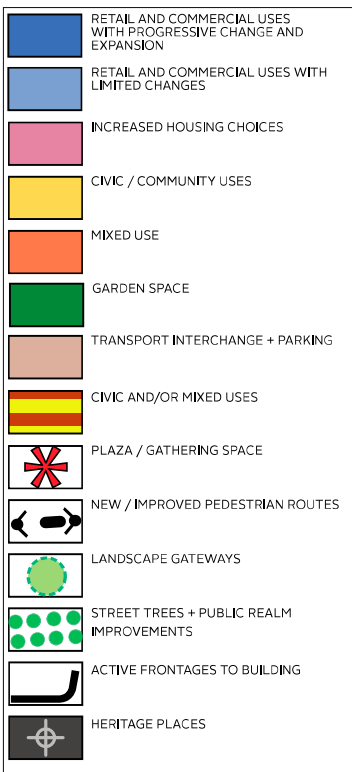 RETAIL AND COMMERCIAL USES
WITH PROGRESSIVE CHANGE AND
EXPANSION
RETAIL AND COMMERCIAL USES WITH
LIMITED CHANGES
INCREASED HOUSING CHOICES
CIVIC / COMMUNITY USES
MIXED USE
GARDEN SPACE
TRANSPORT INTERCHANGE + PARKING
CIVIC AND/OR MIXED USES
PLAZA / GATHERING SPACE
NEW / IMPROVED PEDESTRIAN ROUTES
LANDSCAPE GATEWAYS
STREET TREES + PUBLIC REALM
IMPROVEMENTS
ACTIVE FRONTAGES TO BUILDING
HERITAGE PLACES